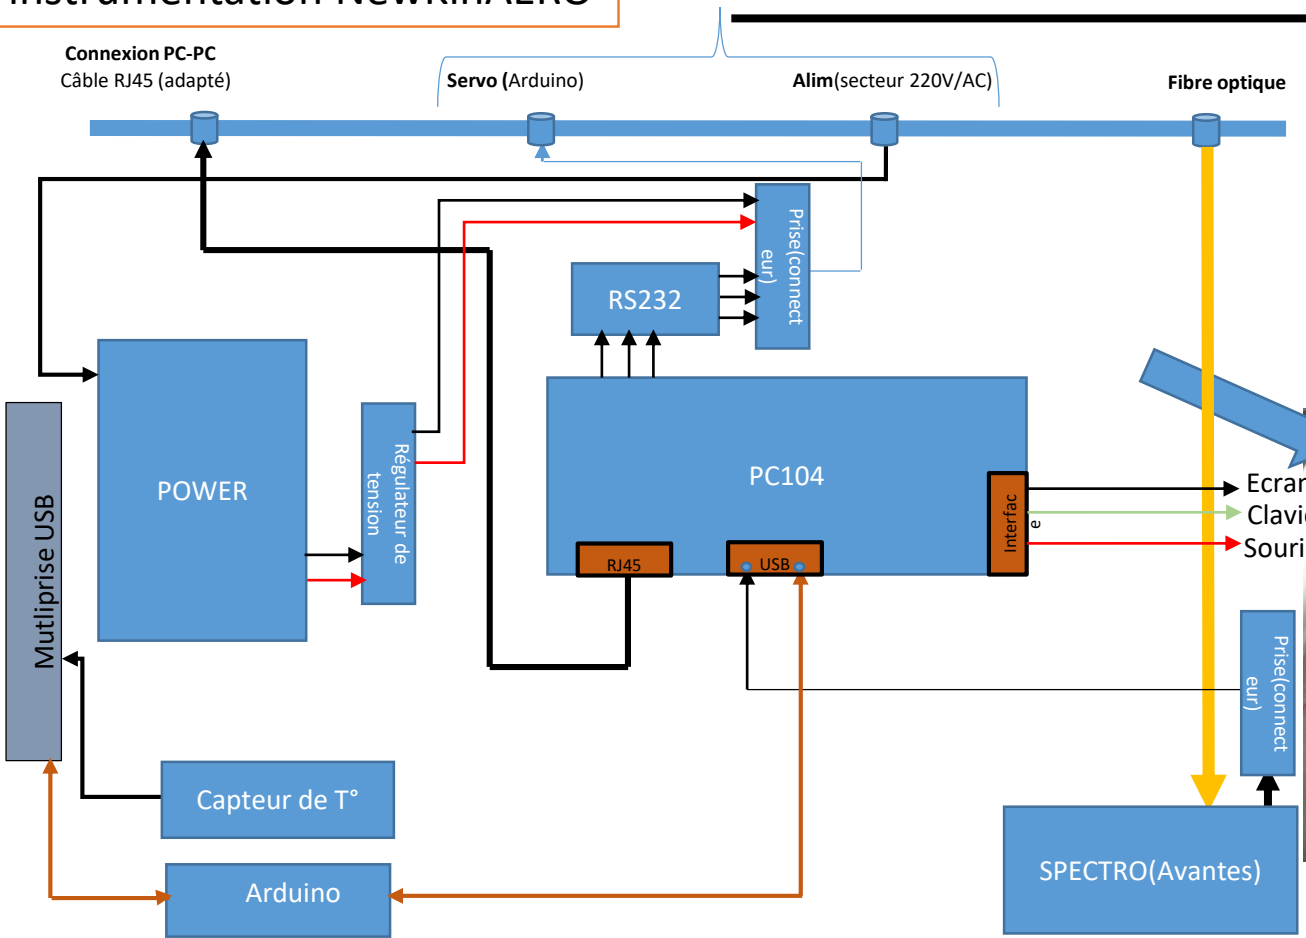 Instrumentation NewKinAERO
Connexion PC-PC
Câble RJ45 (adapté)
Servo (Arduino)
Alim(secteur 220V/AC)
Fibre optique
Prise(connect
eur)
RS232
POWER
Régulateur de
tension
PC104
Interfac
e
Ecran
Clavie
Souri
RJ45
USB
Mutliprise USB
Prise(connect
eur)
Capteur de T°
Arduino
SPECTRO(Avantes)